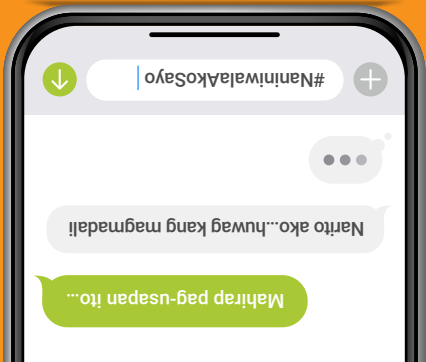 Mahirap pag-usapan ito...
Narito ako...huwag kang magmadali
#NaniniwalaAkoSayo